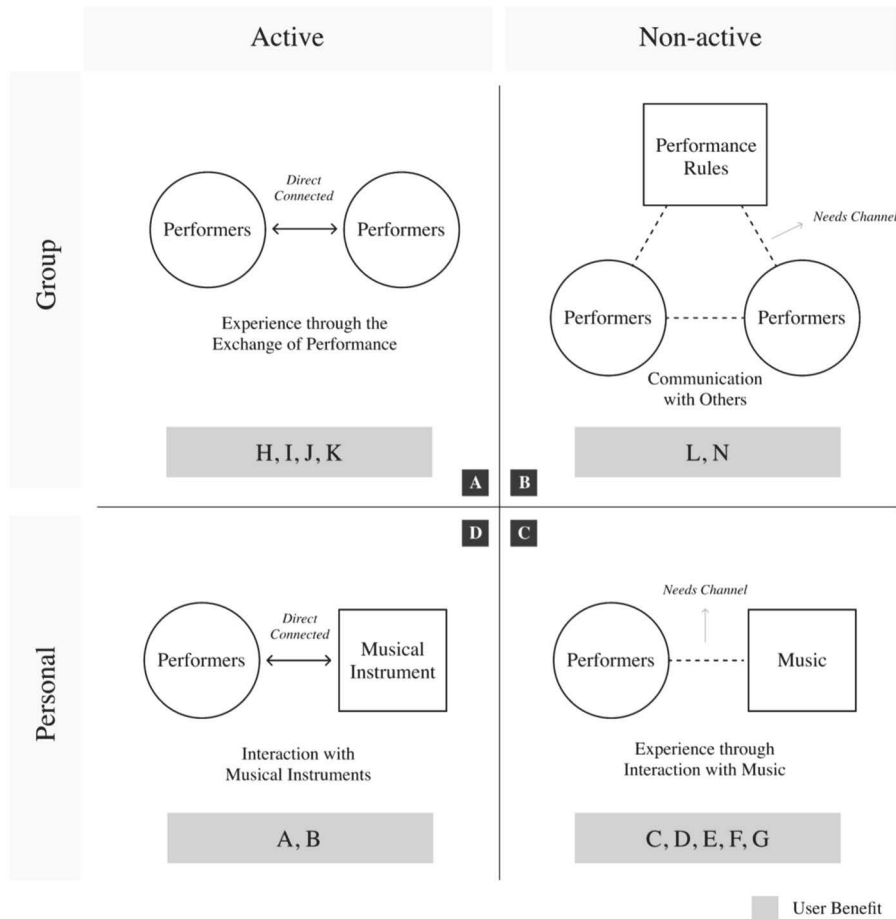 Active
Non-active
Group
Performers
Direct
Connected
Performers
Experience through the
Exchange of Performance
H, I, J, K
A
Performance
Rules
Needs Channel
Performers
Performers
Communication
with Others
L, N
B
Personal
D
Performers
Direct
Connected
Musical
Instrument
Interaction with
Musical Instruments
A, B
C
Needs Channel
Performers
Music
Experience through
Interaction with Music
C, D, E, F, G
User Benefit